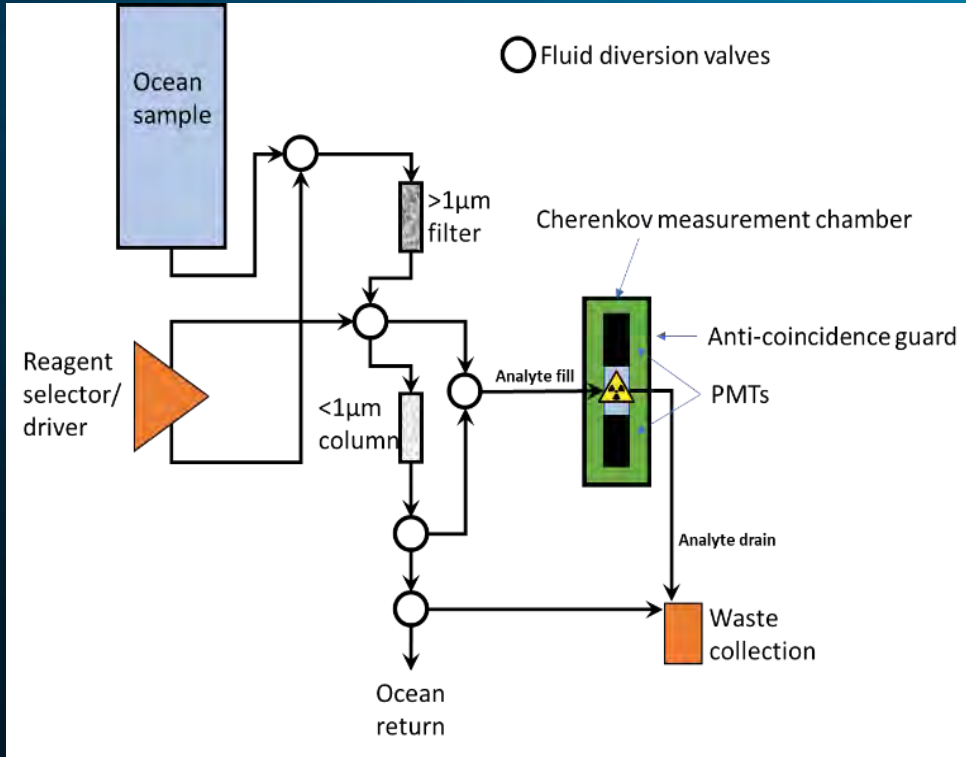 Ocean
sample
Fluid diversion valves
>1µm
filter
Cherenkov measurement chamber
Anti-coincidence guard
Reagent
selector/
driver
<1µm
column
Analyte fill
PMTs
Analyte drain
Waste
collection
Ocean
return